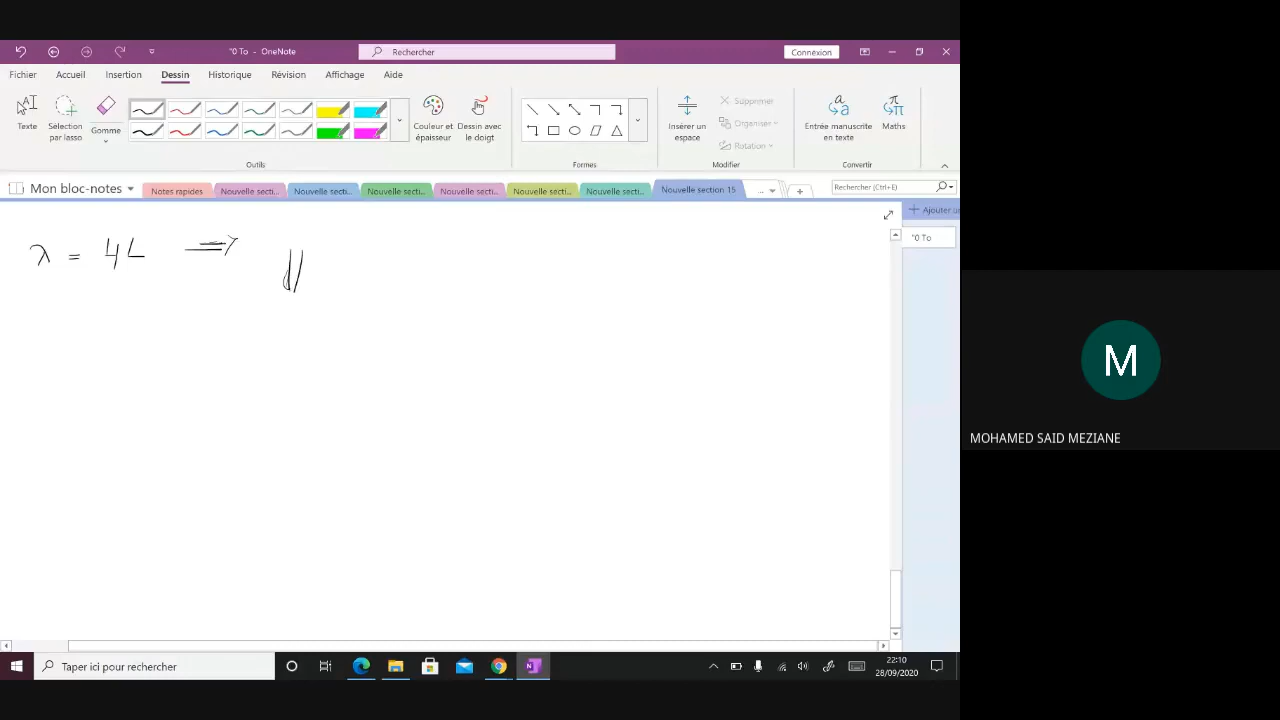 "0 To - OneNote
Rechercher
Connexion
Fichier Accueil Insertion Dessin Historique Révision Affichage Aide
Texte
Sélection par lasso
Gomme
Couleur et épaisseur
Dessin avec le doigt
Insérer un espace
Supprimer
Organiser
Rotation
Entrée manuscrite en texte
Maths
Outils Formes Modifier Convertir
Mon bloc-notes Notes rapides Nouvelle secti... Nouvelle secti... Nouvelle secti... Nouvelle secti... Nouvelle secti... Nouvelle secti... Nouvelle section 15 ... + Rechercher (Ctrl+E)
+ Ajouter un
"0 To
λ = 4L ⇒
M
MOHAMED SAID MEZIANE
Taper ici pour rechercher
22:10
28/09/2020